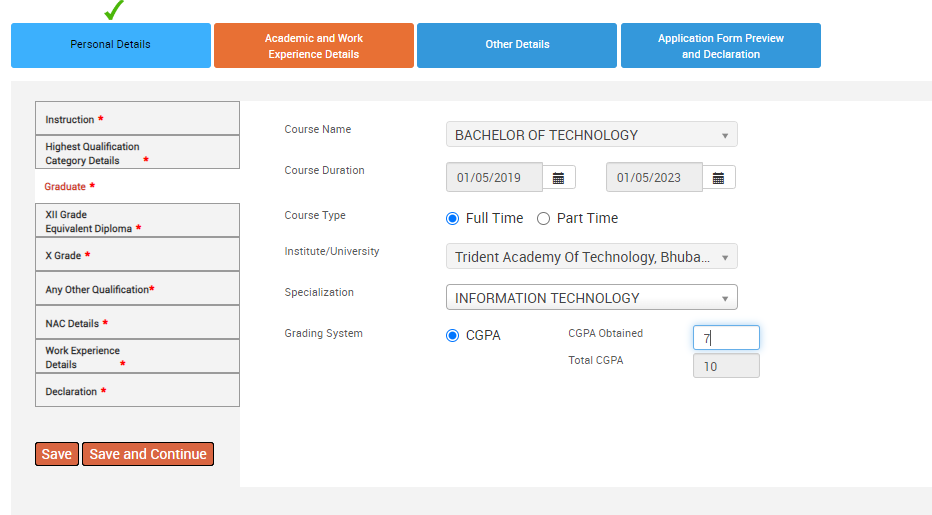 Personal Details
Academic and Work
Experience Details
Other Details
Application Form Preview
and Declaration
Instruction *
Highest Qualification
Category Details *
Graduate *
XII Grade
Equivalent Diploma *
X Grade *
Any Other Qualification*
NAC Details *
Work Experience
Details *
Declaration *
Save Save and Continue
Course Name BACHELOR OF TECHNOLOGY
Course Duration 01/05/2019 01/05/2023
Course Type Full Time Part Time
Institute/University Trident Academy Of Technology, Bhuba...
Specialization INFORMATION TECHNOLOGY
Grading System CGPA CGPA Obtained 7
Total CGPA 10